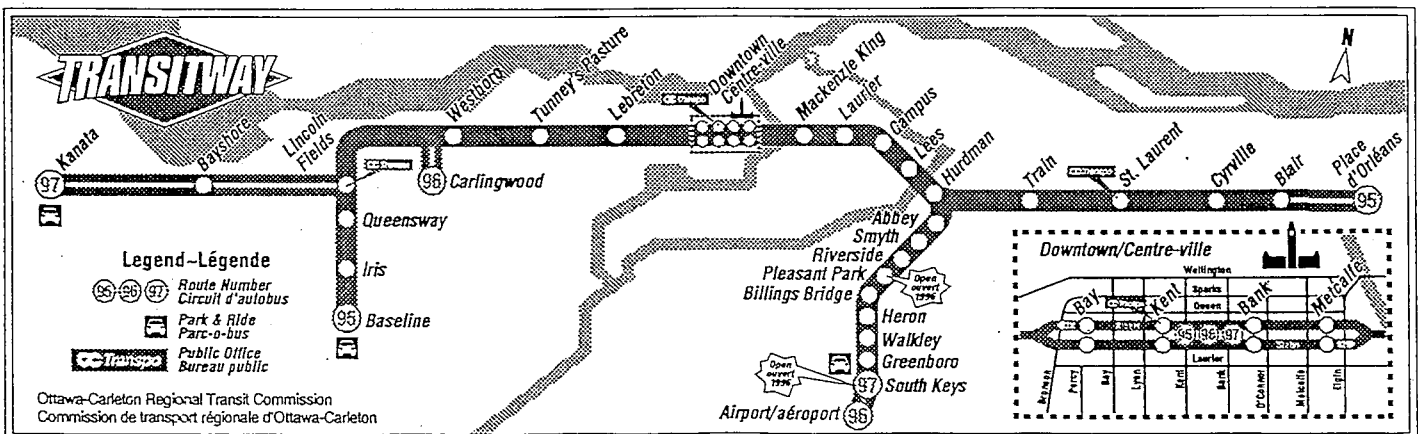 TRANSITWAY
N
Kanata
97
Bayshore
Lincoln
Fields
Westboro
Tunney's Pasture
Lebreton
Downtown
Centre-ville
Mackenzie King
Laurier
Campus
Lees
Hurdman
Train
St. Laurent
Cyrville
Blair
Place
d'Orléans
95
96 Carlingwood
Queensway
Iris
95 Baseline
Abbey
Smyth
Riverside
Pleasant Park
Billings Bridge
Open
ouvert
1996
Heron
Walkley
Greenboro
Open
ouvert
1996
97 South Keys
Airport/aéroport 96
Legend-Légende
95 96 97 Route Number
Circuit d'autobus
Park & Ride
Parc-o-bus
Transpo Public Office
Bureau public
Ottawa-Carleton Regional Transit Commission
Commission de transport régionale d'Ottawa-Carleton
Downtown/Centre-ville
Wellington
Sparks
Queen
Bay
Kent
Bank
Metcalfe
95 96 97
Laurier
Bronson
Percy
Bay
Lyon
Kent
Bank
O'Connor
Metcalfe
Elgin